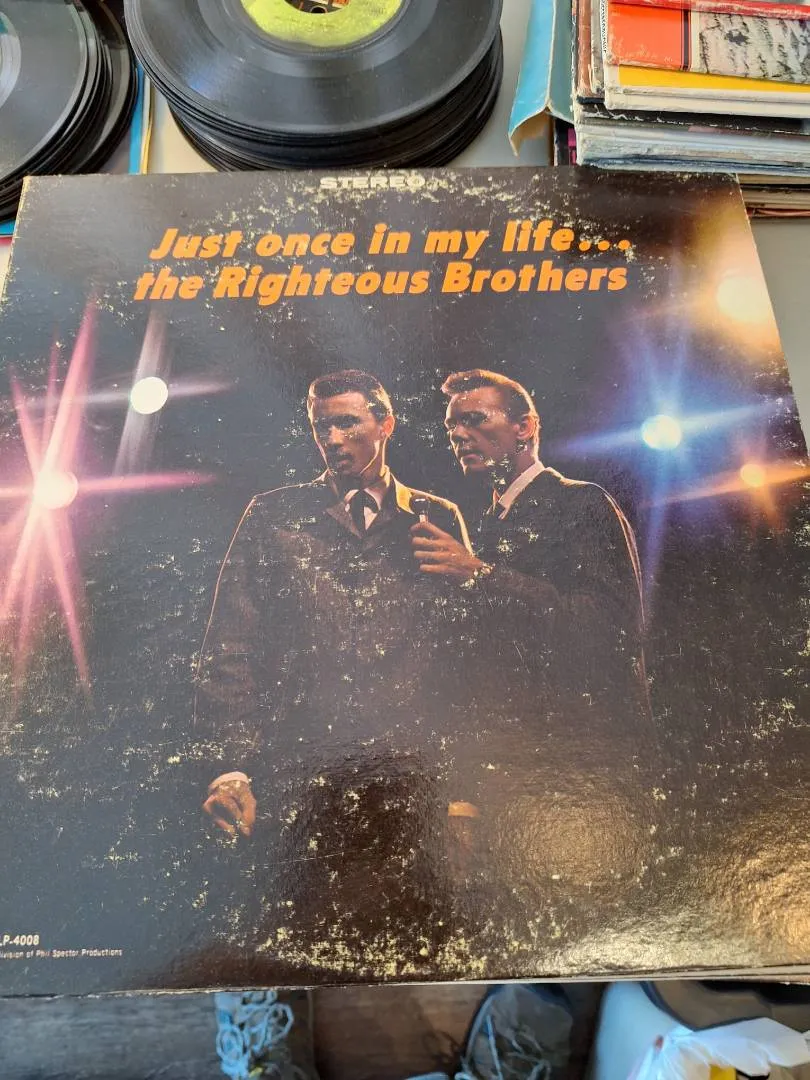 STEREO
Just once in my life...
the Righteous Brothers
LP-4008
division of Phil Spector Productions